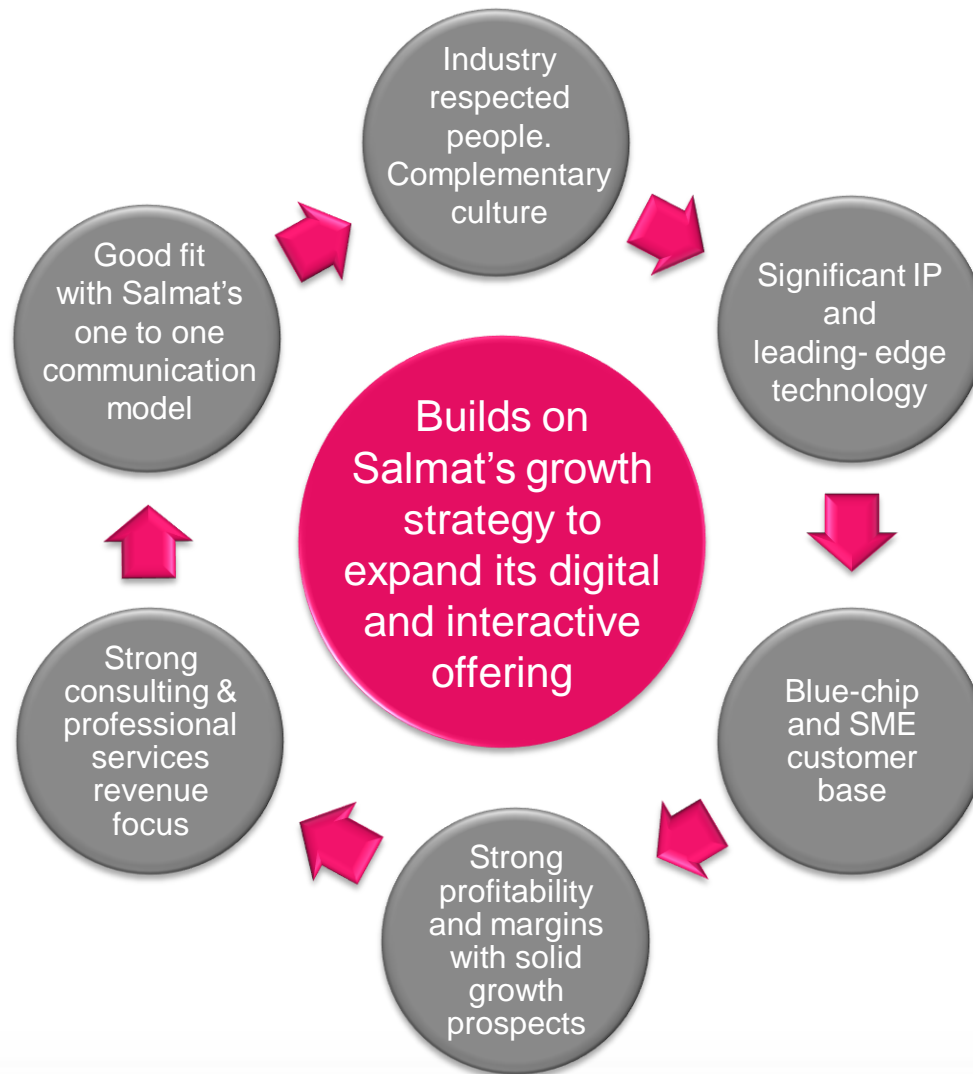 Industry
respected
people.
Complementary
culture
Significant IP
and
leading- edge
technology
Blue-chip
and SME
customer
base
Strong
profitability
and margins
with solid
growth
prospects
Strong
consulting &
professional
services
revenue
focus
Good fit
with Salmat’s
one to one
communication
model
Builds on
Salmat’s growth
strategy to
expand its digital
and interactive
offering